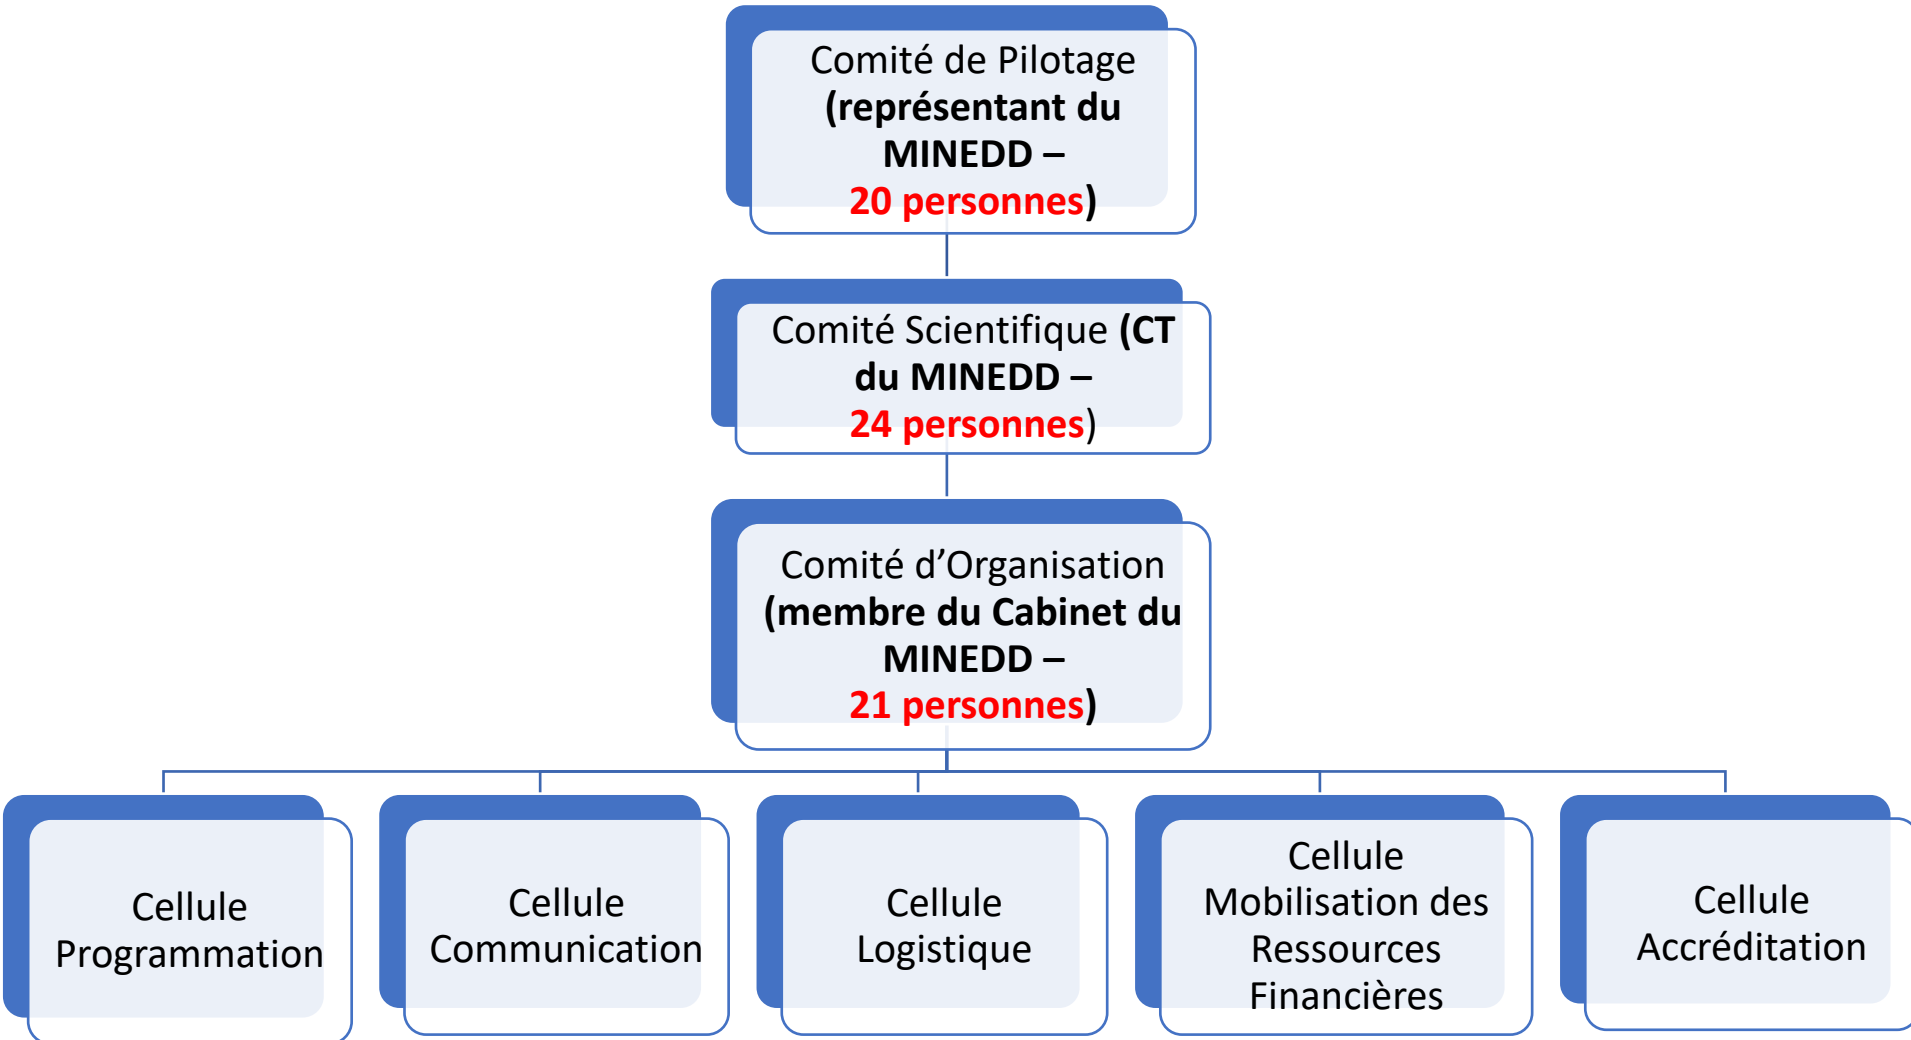 Comité de Pilotage
(représentant du
MINEDD –
20 personnes)
Comité Scientifique (CT
du MINEDD –
24 personnes)
Comité d’Organisation
(membre du Cabinet du
MINEDD –
21 personnes)
Cellule
Programmation
Cellule
Communication
Cellule
Logistique
Cellule
Mobilisation des
Ressources
Financières
Cellule
Accréditation